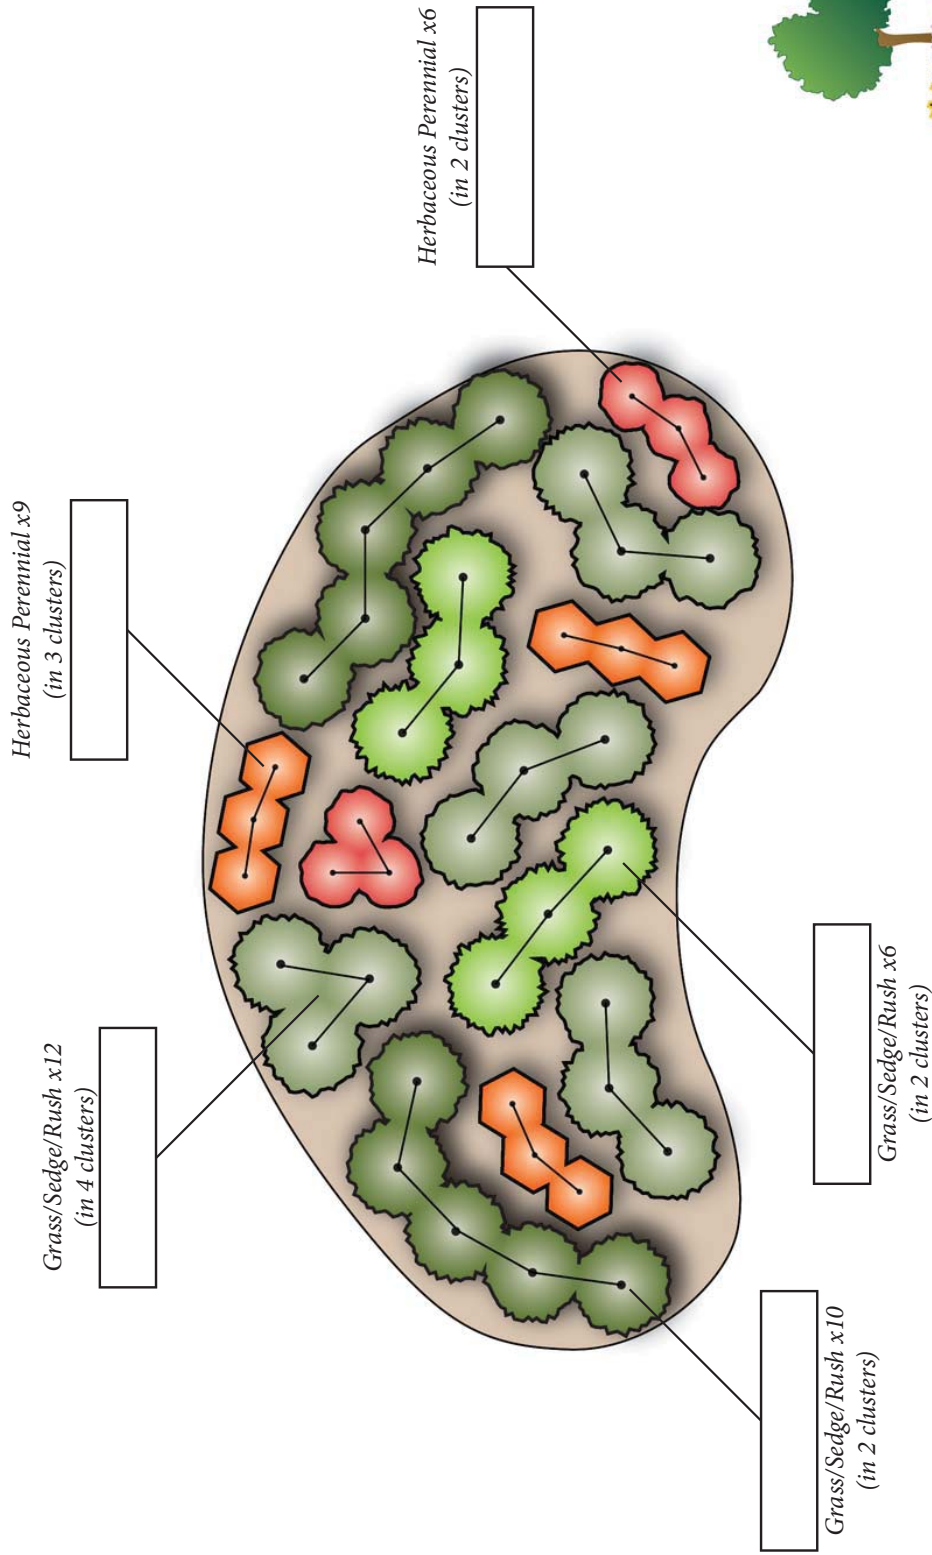 Grass/Sedge/Rush x12
(in 4 clusters)
Herbaceous Perennial x9
(in 3 clusters)
Herbaceous Perennial x6
(in 2 clusters)
Grass/Sedge/Rush x10
(in 2 clusters)
Grass/Sedge/Rush x6
(in 2 clusters)